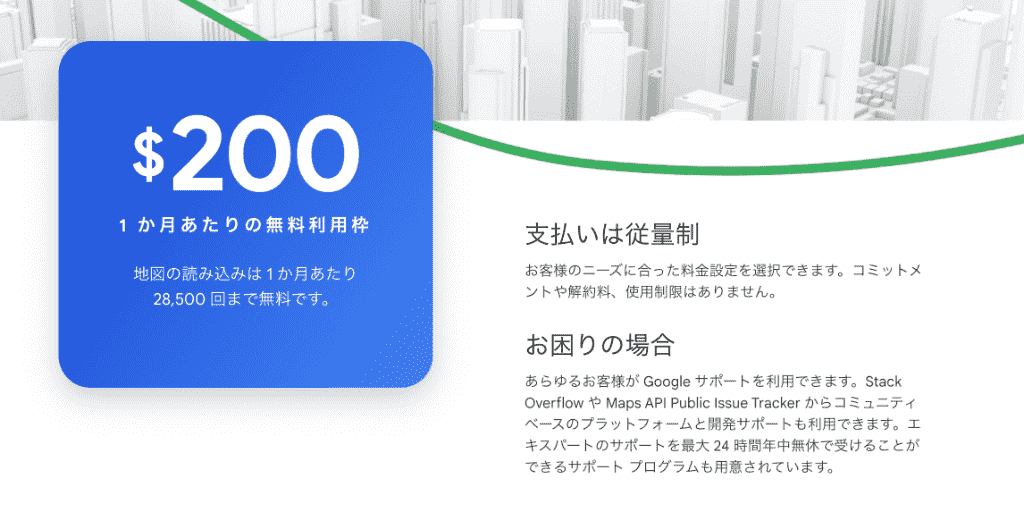 $200
1 か月あたりの無料利用枠
地図の読み込みは 1 か月あたり
28,500 回まで無料です。
支払いは従量制
お客様のニーズに合った料金設定を選択できます。コミットメ
ントや解約料、使用制限はありません。
お困りの場合
あらゆるお客様が Google サポートを利用できます。Stack
Overflow や Maps API Public Issue Tracker からコミュニティ
ベースのプラットフォームと開発サポートも利用できます。エ
キスパートのサポートを最大 24 時間年中無休で受けることが
できるサポート プログラムも用意されています。